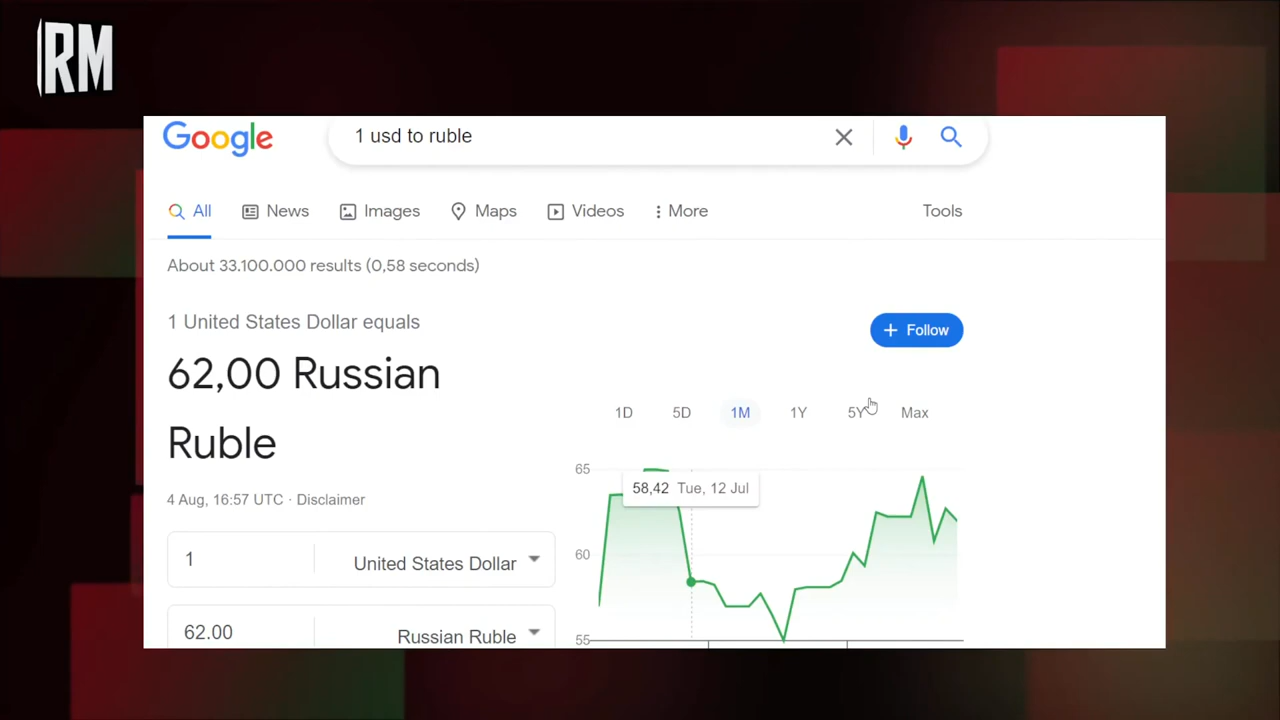 RM
Google
1 usd to ruble
All News Images Maps Videos More Tools
About 33.100.000 results (0,58 seconds)
1 United States Dollar equals
+ Follow
62,00 Russian
Ruble
1D 5D 1M 1Y 5Y Max
65
58,42 Tue, 12 Jul
4 Aug, 16:57 UTC · Disclaimer
60
1 United States Dollar
62.00 Russian Ruble
55